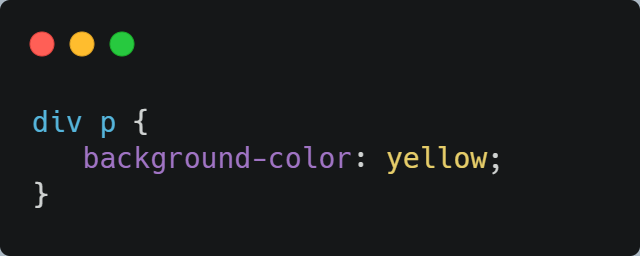 div p {
   background-color: yellow;
}